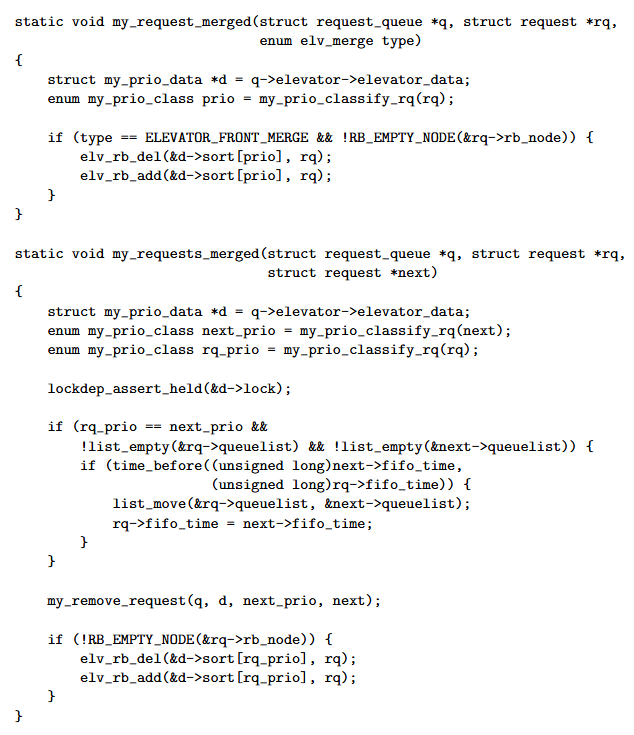 static void my_request_merged(struct request_queue *q, struct request *rq,
                              enum elv_merge type)
{
    struct my_prio_data *d = q->elevator->elevator_data;
    enum my_prio_class prio = my_prio_classify_rq(rq);

    if (type == ELEVATOR_FRONT_MERGE && !RB_EMPTY_NODE(&rq->rb_node)) {
        elv_rb_del(&d->sort[prio], rq);
        elv_rb_add(&d->sort[prio], rq);
    }
}

static void my_requests_merged(struct request_queue *q, struct request *rq,
                               struct request *next)
{
    struct my_prio_data *d = q->elevator->elevator_data;
    enum my_prio_class next_prio = my_prio_classify_rq(next);
    enum my_prio_class rq_prio = my_prio_classify_rq(rq);

    lockdep_assert_held(&d->lock);

    if (rq_prio == next_prio &&
        !list_empty(&rq->queuelist) && !list_empty(&next->queuelist)) {
        if (time_before((unsigned long)next->fifo_time,
                        (unsigned long)rq->fifo_time)) {
            list_move(&rq->queuelist, &next->queuelist);
            rq->fifo_time = next->fifo_time;
        }
    }

    my_remove_request(q, d, next_prio, next);

    if (!RB_EMPTY_NODE(&rq->rb_node)) {
        elv_rb_del(&d->sort[rq_prio], rq);
        elv_rb_add(&d->sort[rq_prio], rq);
    }
}